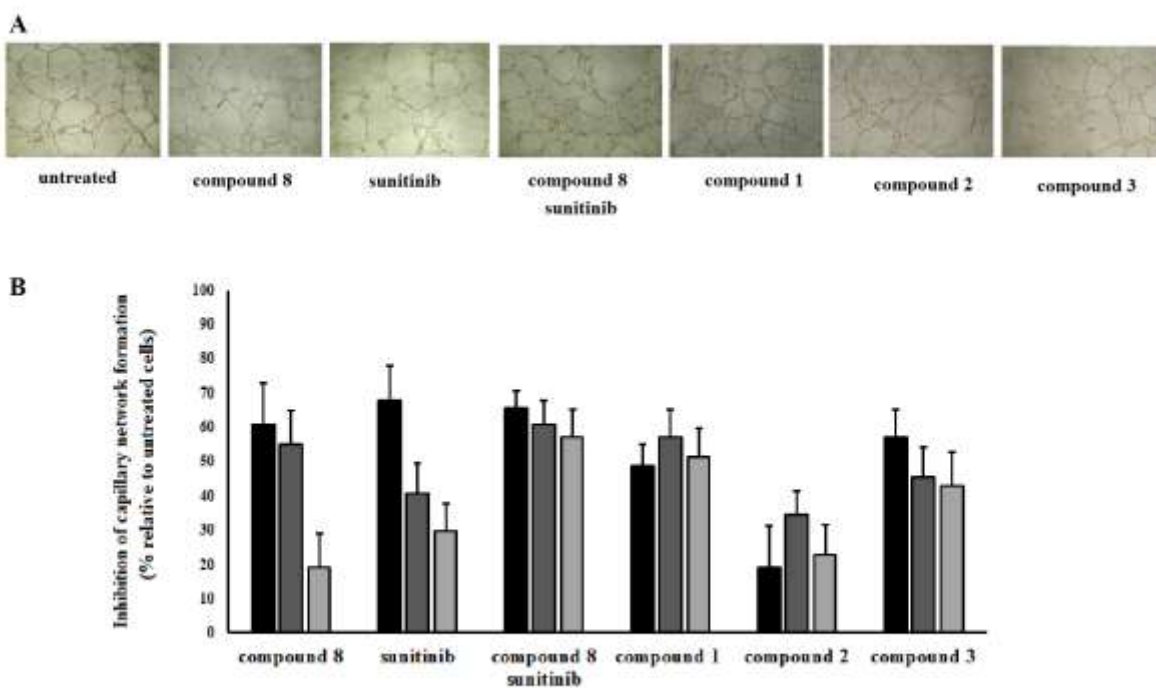 A
untreated
compound 8
sunitinib
compound 8
sunitinib
compound 1
compound 2
compound 3
B
Inhibition of capillary network formation
(% relative to untreated cells)
100
90
80
70
60
50
40
30
20
10
0
compound 8
sunitinib
compound 8
sunitinib
compound 1
compound 2
compound 3